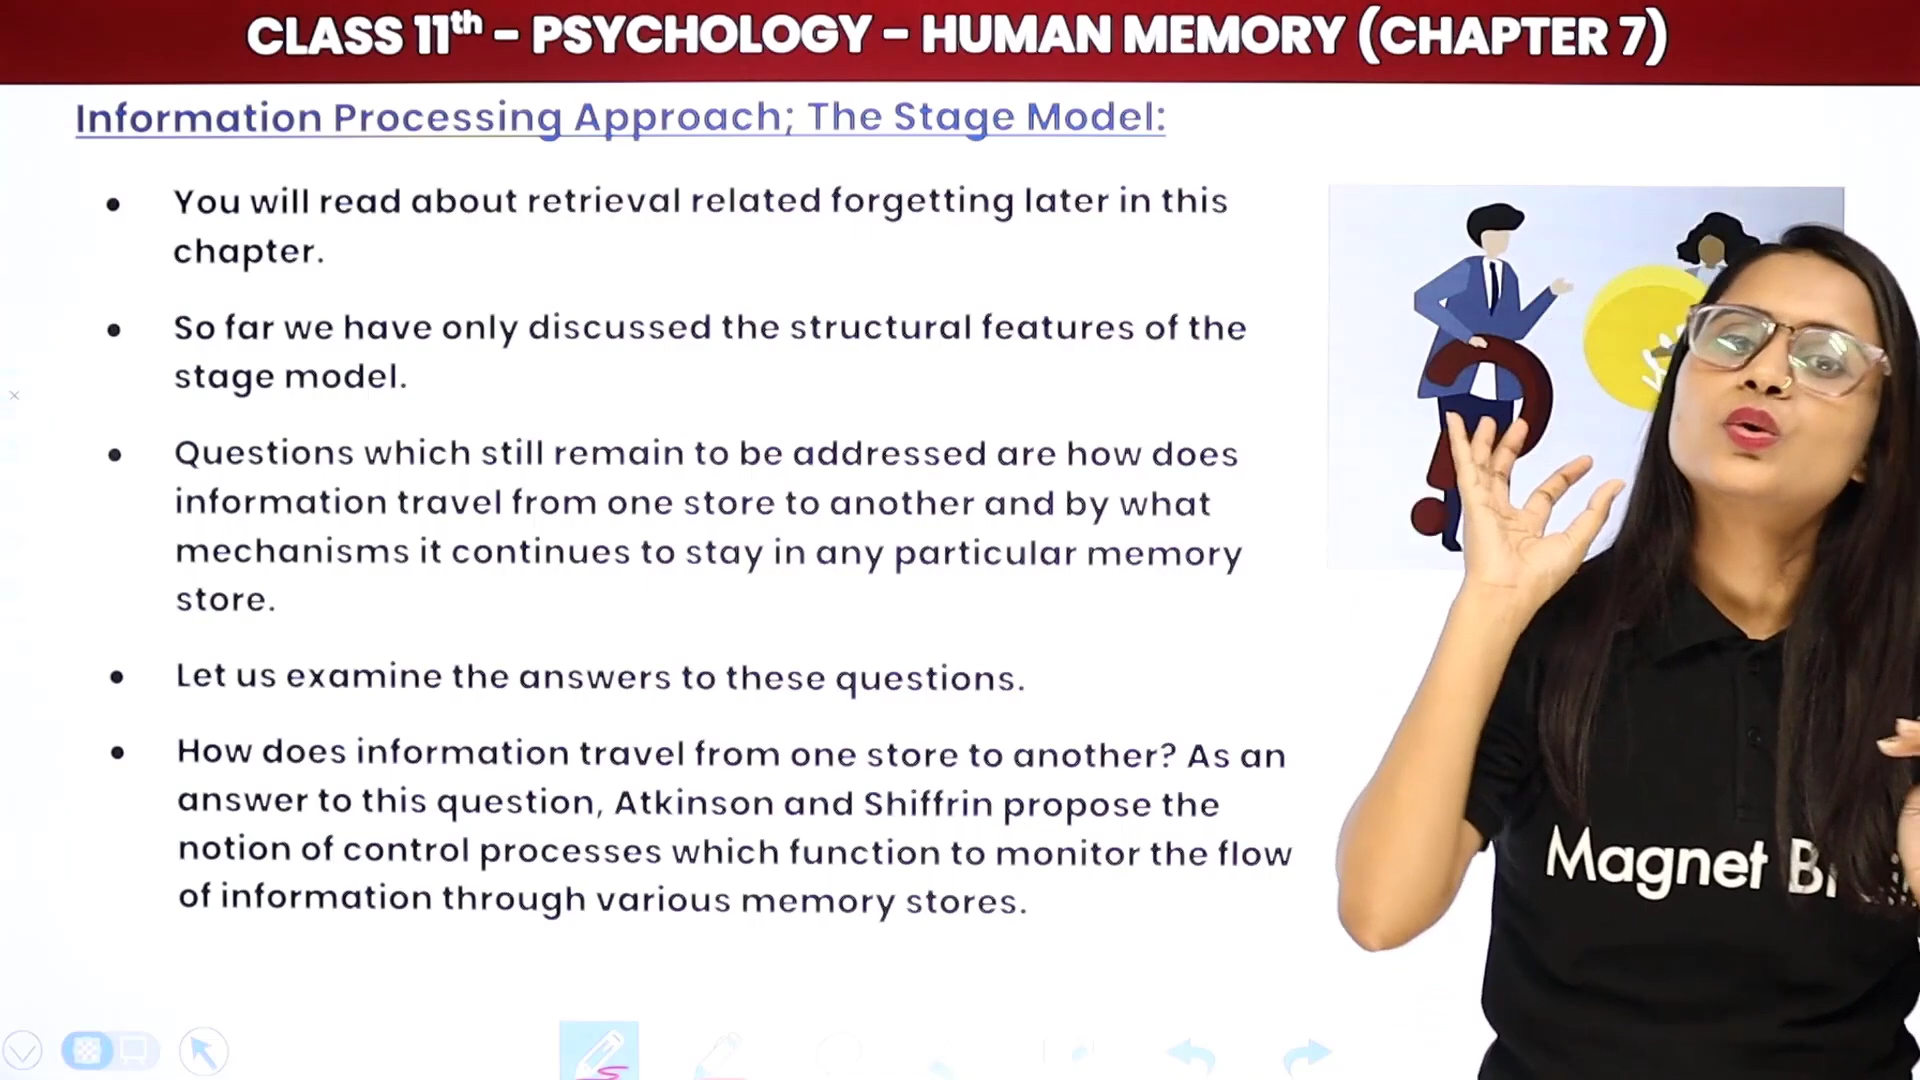 CLASS 11th – PSYCHOLOGY – HUMAN MEMORY (CHAPTER 7)
Information Processing Approach; The Stage Model:
• You will read about retrieval related forgetting later in this
chapter.
• So far we have only discussed the structural features of the
stage model.
• Questions which still remain to be addressed are how does
information travel from one store to another and by what
mechanisms it continues to stay in any particular memory
store.
• Let us examine the answers to these questions.
• How does information travel from one store to another? As an
answer to this question, Atkinson and Shiffrin propose the
notion of control processes which function to monitor the flow
of information through various memory stores.
Magnet